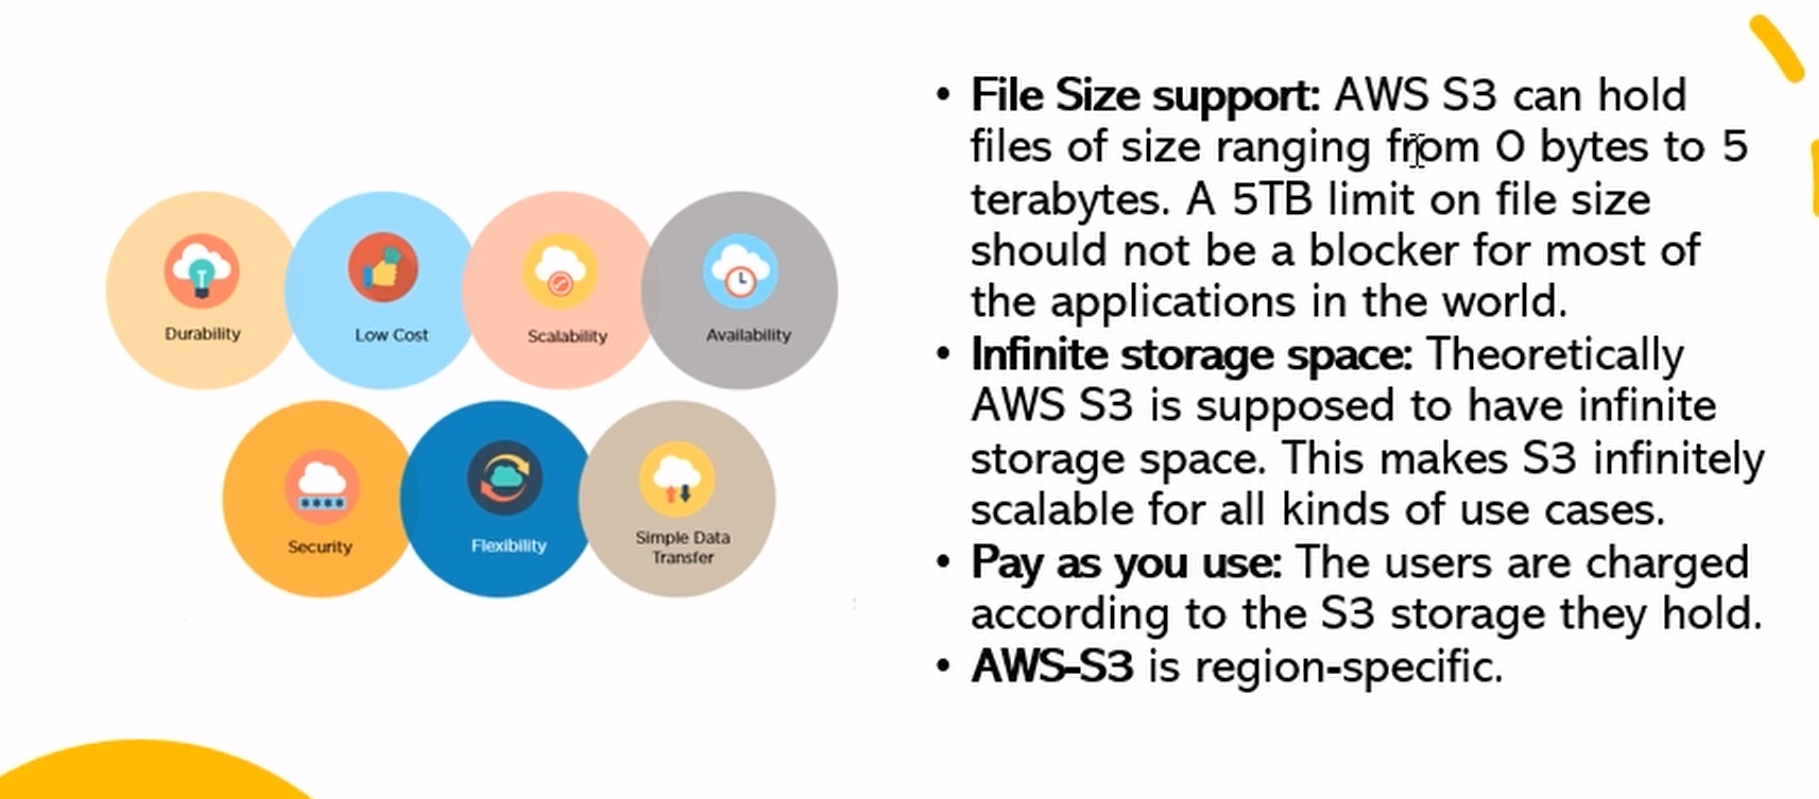 Durability
Low Cost
Scalability
Availability
Security
Flexibility
Simple Data
Transfer
• File Size support: AWS S3 can hold
files of size ranging from 0 bytes to 5
terabytes. A 5TB limit on file size
should not be a blocker for most of
the applications in the world.
• Infinite storage space: Theoretically
AWS S3 is supposed to have infinite
storage space. This makes S3 infinitely
scalable for all kinds of use cases.
• Pay as you use: The users are charged
according to the S3 storage they hold.
• AWS-S3 is region-specific.